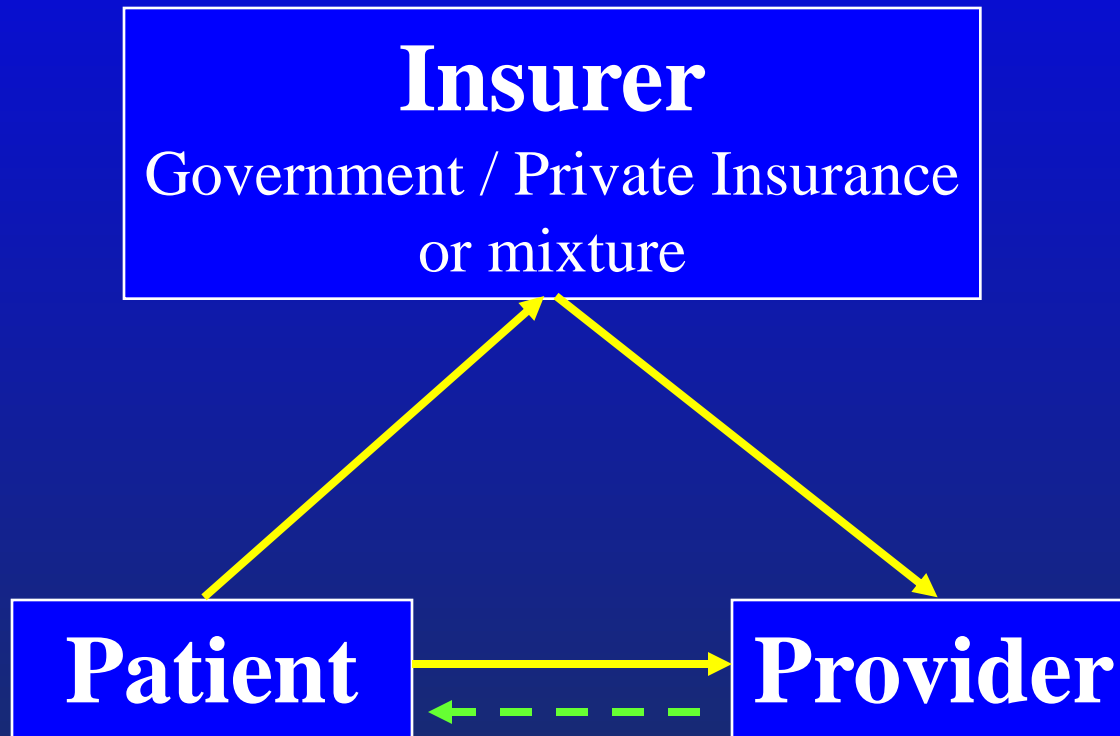 Insurer
Government / Private Insurance
or mixture
Patient
Provider